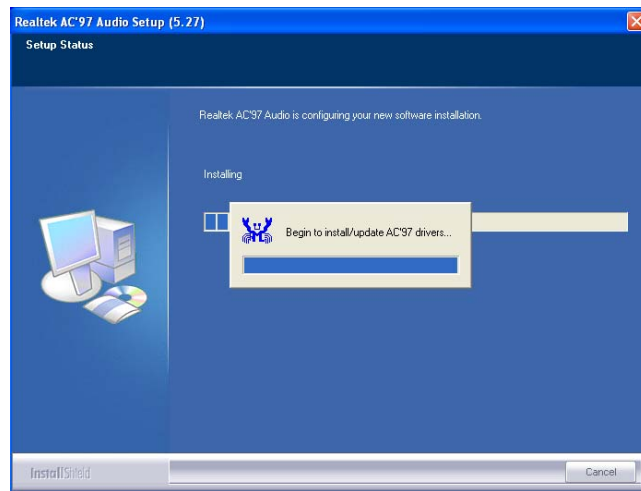 Realtek AC'97 Audio Setup (5.27)
Setup Status
Realtek AC'97 Audio is configuring your new software installation.
Installing
Begin to install/update AC'97 drivers...
InstallShield
Cancel